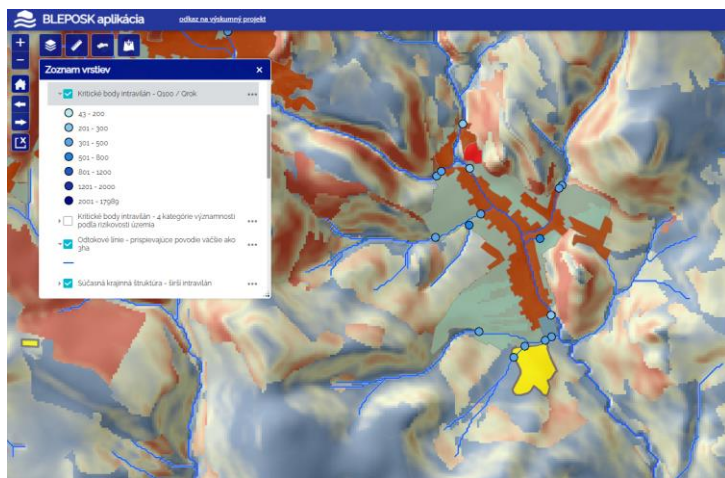 BLEPOSK aplikácia
odkaz na výskumný projekt
Zoznam vrstiev
Kritické body intravilán - Q100 / Qrok
43 - 200
201 - 300
301 - 500
501 - 800
801 - 1200
1201 - 2000
2001 - 17989
Kritické body intravilán - 4 kategórie významnosti
podľa rizikovosti územia
Odtokové línie - prispievajúce povodie väčšie ako
3ha
Súčasná krajinná štruktúra - širší intravilán